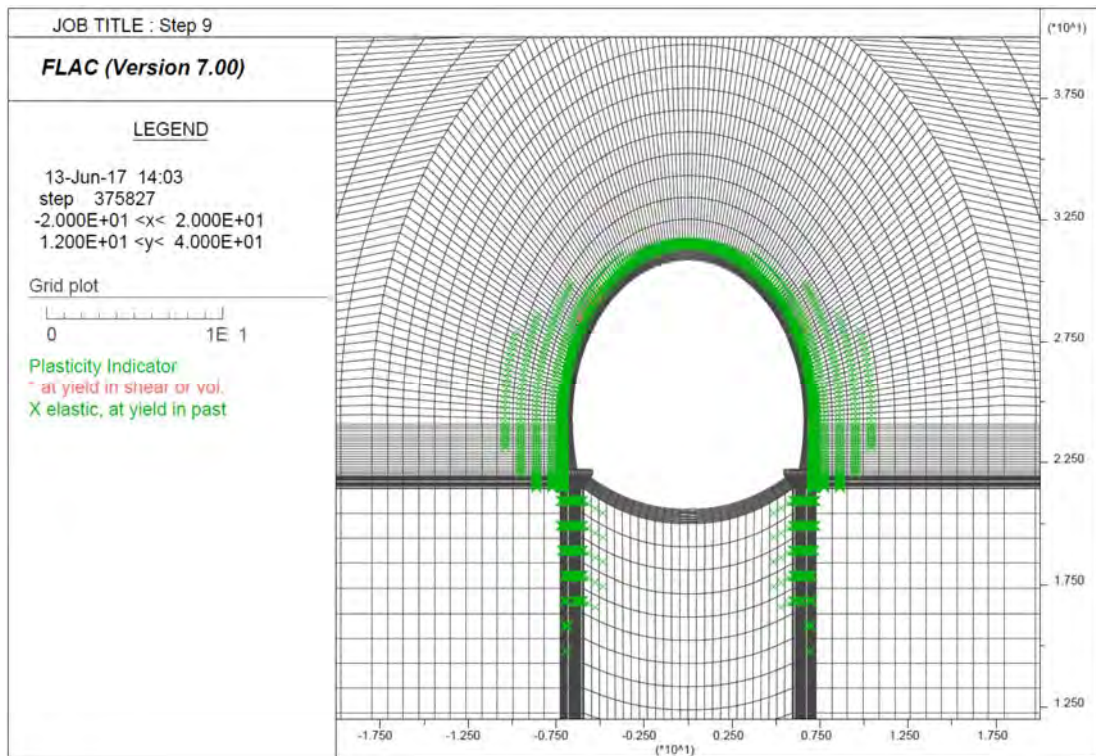 JOB TITLE : Step 9
FLAC (Version 7.00)
LEGEND
13-Jun-17 14:03
step 375827
-2.000E+01 <x< 2.000E+01
1.200E+01 <y< 4.000E+01
Grid plot
0 1E 1
Plasticity Indicator
* at yield in shear or vol.
X elastic, at yield in past
(*10^1)
3.750
3.250
2.750
2.250
1.750
1.250
-1.750 -1.250 -0.750 -0.250 0.250 0.750 1.250 1.750
(*10^1)